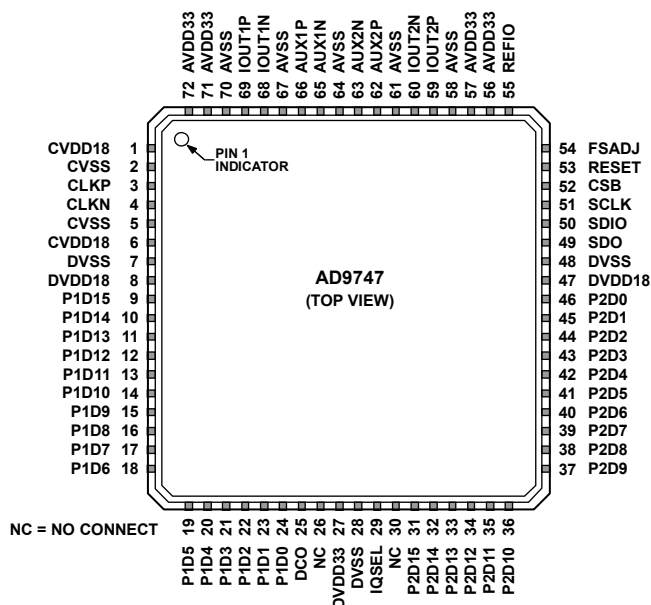 72 AVDD33
71 AVDD33
70 AVSS
69 IOUT1P
68 IOUT1N
67 AVSS
66 AUX1P
65 AUX1N
64 AVSS
63 AUX2N
62 AUX2P
61 AVSS
60 IOUT2N
59 IOUT2P
58 AVSS
57 AVDD33
56 AVDD33
55 REFIO
CVDD18 1
CVSS 2
CLKP 3
CLKN 4
CVSS 5
CVDD18 6
DVSS 7
DVDD18 8
P1D15 9
P1D14 10
P1D13 11
P1D12 12
P1D11 13
P1D10 14
P1D9 15
P1D8 16
P1D7 17
P1D6 18
PIN 1
INDICATOR
AD9747
(TOP VIEW)
54 FSADJ
53 RESET
52 CSB
51 SCLK
50 SDIO
49 SDO
48 DVSS
47 DVDD18
46 P2D0
45 P2D1
44 P2D2
43 P2D3
42 P2D4
41 P2D5
40 P2D6
39 P2D7
38 P2D8
37 P2D9
NC = NO CONNECT
P1D5 19
P1D4 20
P1D3 21
P1D2 22
P1D1 23
P1D0 24
DCO 25
NC 26
DVDD33 27
DVSS 28
IQSEL 29
NC 30
P2D15 31
P2D14 32
P2D13 33
P2D12 34
P2D11 35
P2D10 36